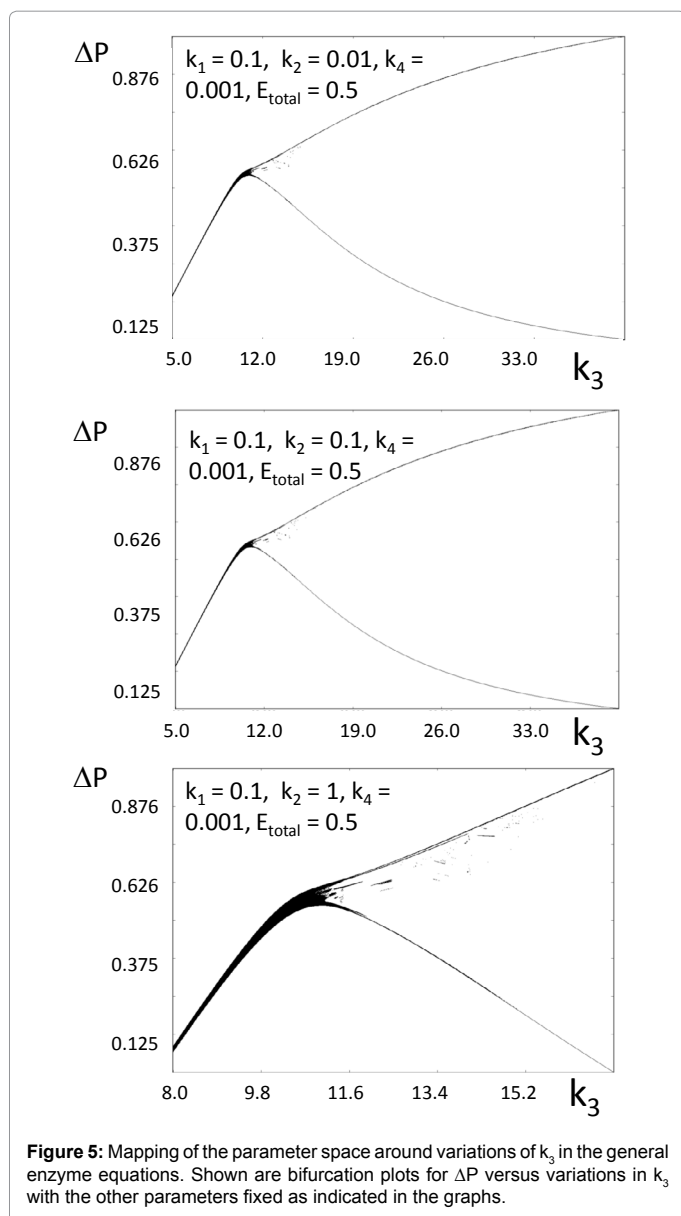 ΔP
k₁ = 0.1, k₂ = 0.01, k₄ =
0.001, E_total = 0.5
0.876
0.626
0.375
0.125
5.0 12.0 19.0 26.0 33.0 k₃
ΔP
k₁ = 0.1, k₂ = 0.1, k₄ =
0.001, E_total = 0.5
0.876
0.626
0.375
0.125
5.0 12.0 19.0 26.0 33.0 k₃
ΔP
k₁ = 0.1, k₂ = 1, k₄ =
0.001, E_total = 0.5
0.876
0.626
0.375
0.125
8.0 9.8 11.6 13.4 15.2 k₃
Figure 5: Mapping of the parameter space around variations of k₃ in the general
enzyme equations. Shown are bifurcation plots for ΔP versus variations in k₃
with the other parameters fixed as indicated in the graphs.